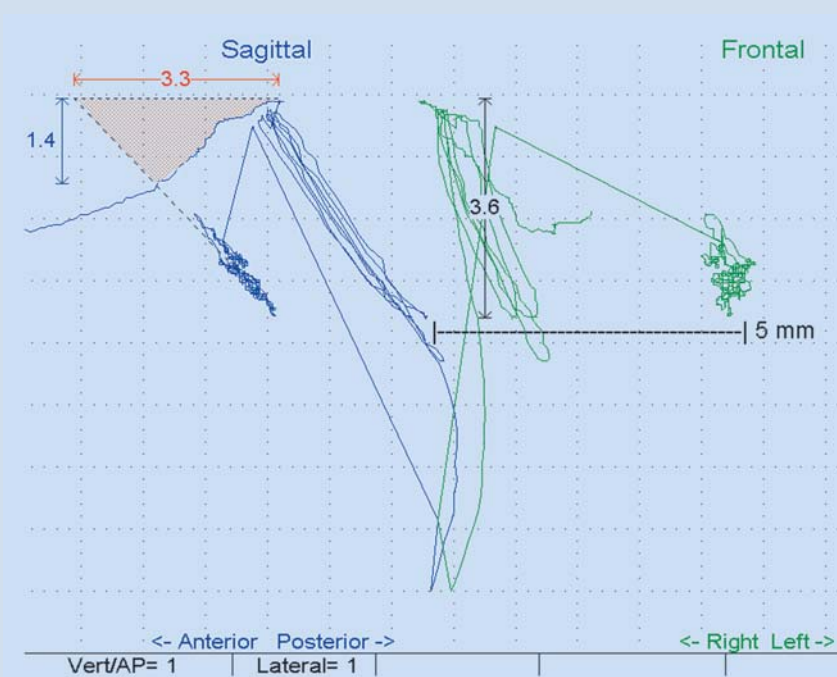 Sagittal
Frontal
3.3
1.4
3.6
5 mm
<- Anterior Posterior ->
<- Right Left ->
Vert/AP= 1
Lateral= 1